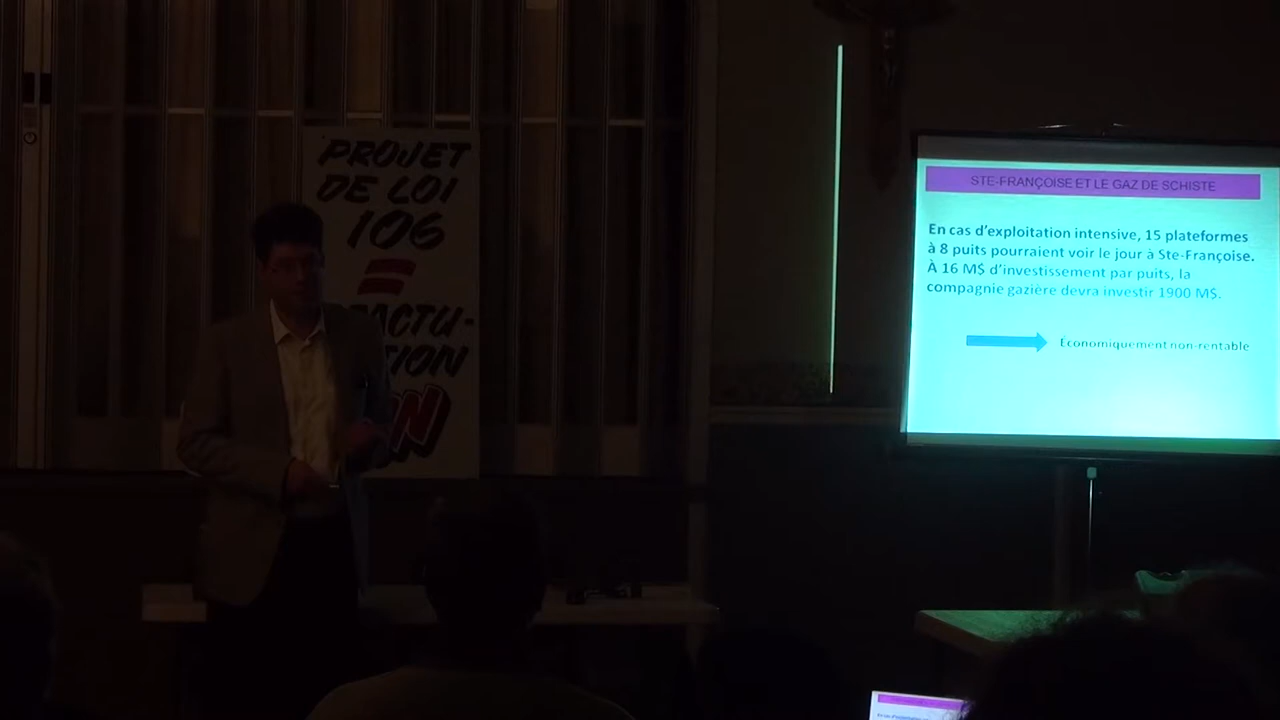 PROJET
DE LOI
106
=
ACTU-
TION
STE-FRANÇOISE ET LE GAZ DE SCHISTE
En cas d'exploitation intensive, 15 plateformes
à 8 puits pourraient voir le jour à Ste-Françoise.
À 16 M$ d'investissement par puits, la
compagnie gazière devra investir 1900 M$.
Économiquement non-rentable